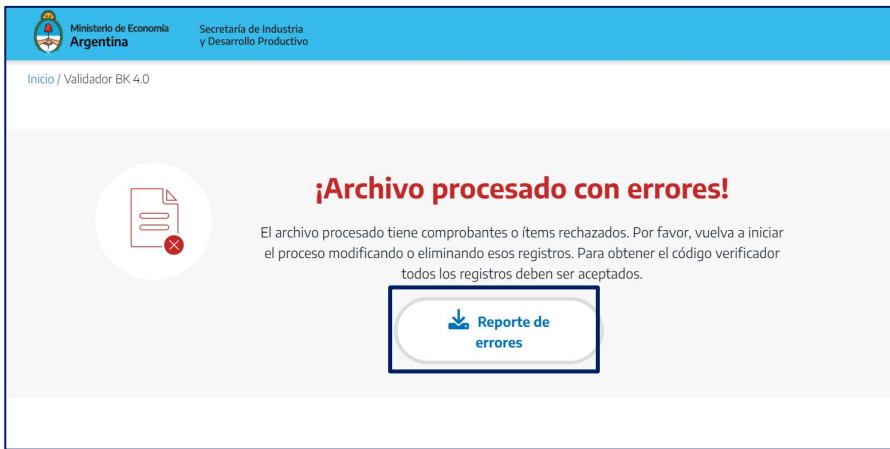 Ministerio de Economía
Argentina
Secretaría de Industria
y Desarrollo Productivo
Inicio / Validador BK 4.0
¡Archivo procesado con errores!
El archivo procesado tiene comprobantes o ítems rechazados. Por favor, vuelva a iniciar
el proceso modificando o eliminando esos registros. Para obtener el código verificador
todos los registros deben ser aceptados.
Reporte de
errores